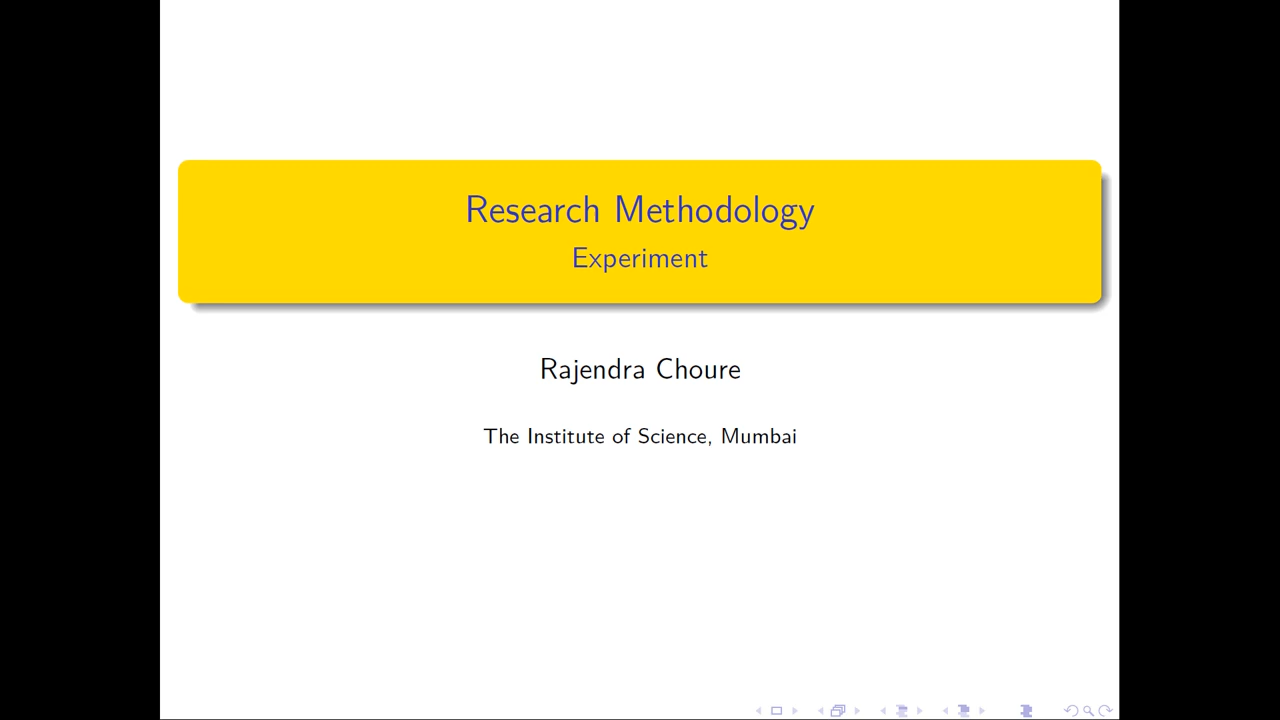 Research Methodology
Experiment
Rajendra Choure
The Institute of Science, Mumbai